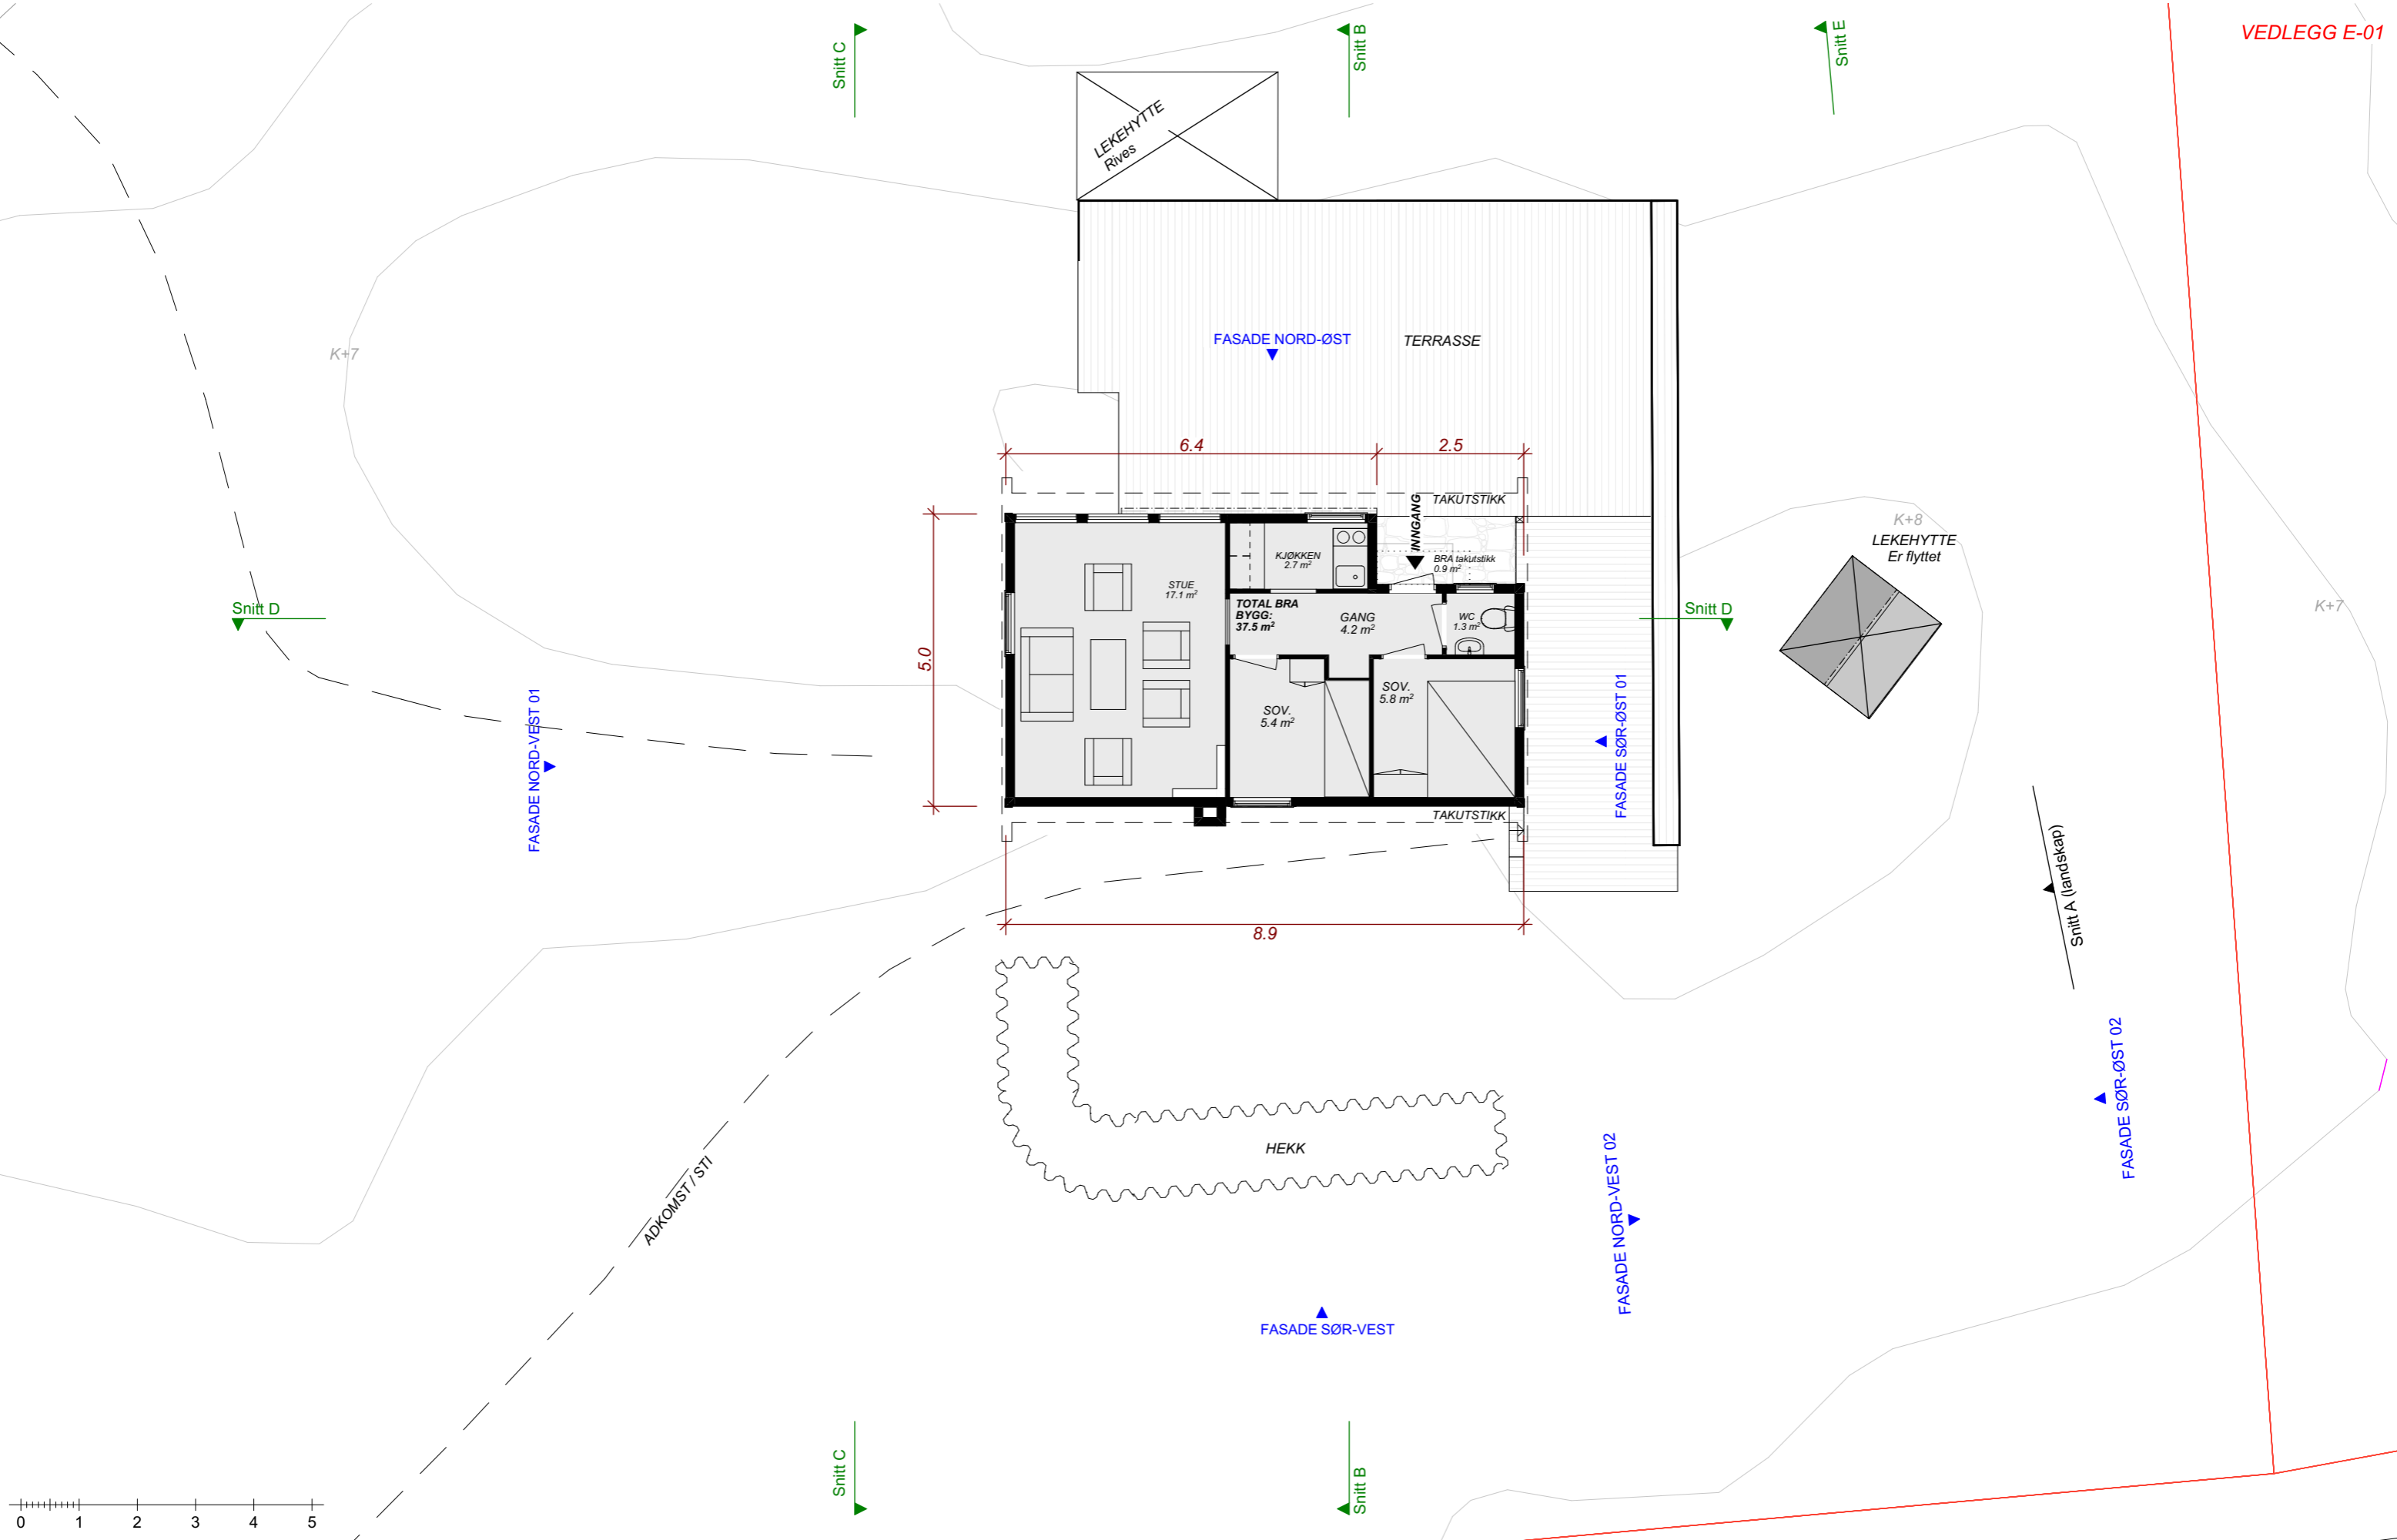 VEDLEGG E-01
Snitt C
Snitt B
Snitt E
LEKEHYTTE
Rives
FASADE NORD-ØST
TERRASSE
K+7
6.4
2.5
TAKUTSTIKK
INNGANG
K+8
LEKEHYTTE
Er flyttet
KJØKKEN
2.7 m²
BRA takutstikk
0.9 m²
STUE
17.1 m²
TOTAL BRA
BYGG:
37.5 m²
GANG
4.2 m²
WC
1.3 m²
Snitt D
Snitt D
K+7
5.0
SOV.
5.4 m²
SOV.
5.8 m²
FASADE NORD-VEST 01
FASADE SØR-ØST 01
TAKUTSTIKK
Snitt A (landskap)
8.9
FASADE SØR-ØST 02
HEKK
ADKOMST / STI
FASADE NORD-VEST 02
FASADE SØR-VEST
Snitt C
Snitt B
0 1 2 3 4 5